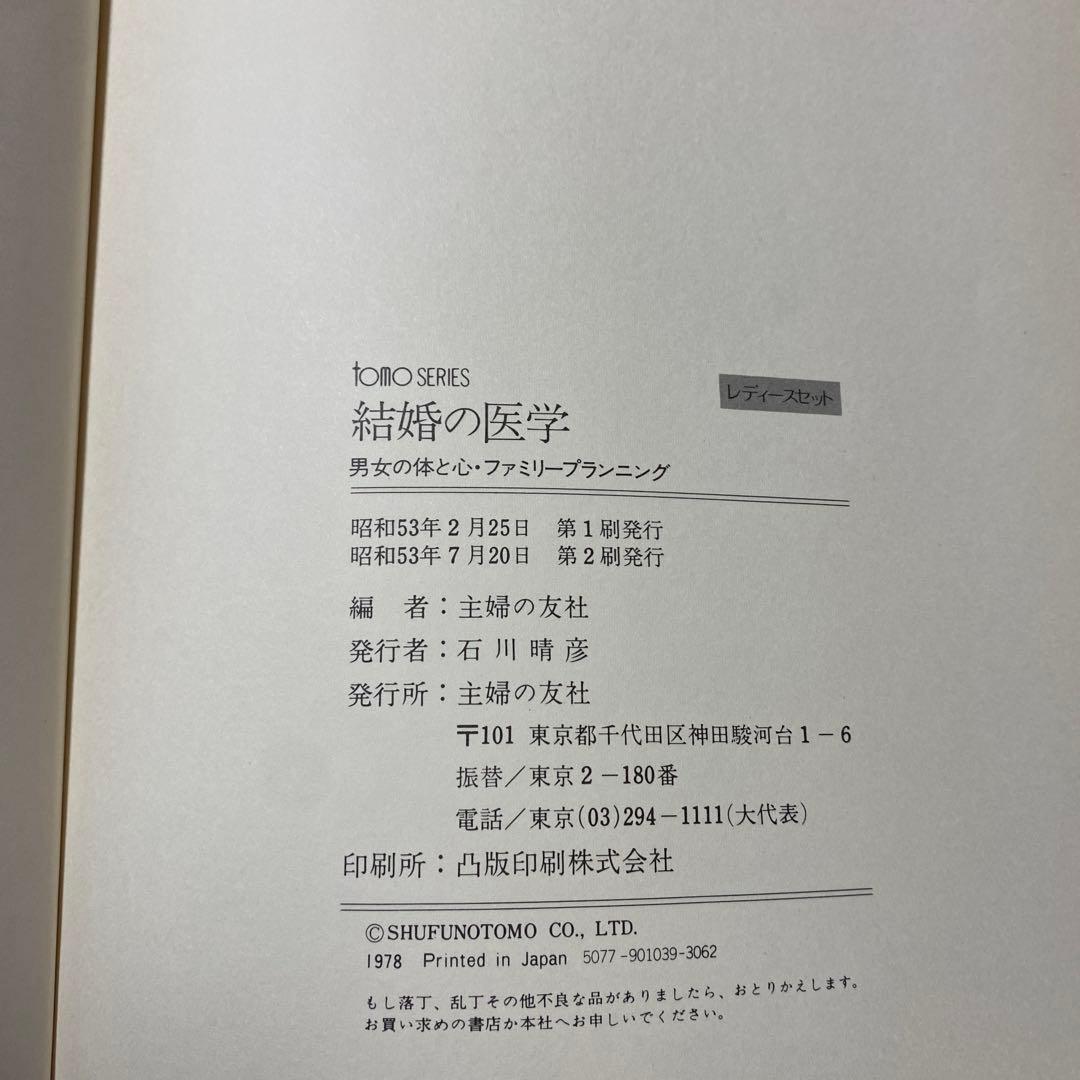 tomo SERIES
レディースセット
結婚の医学
男女の体と心・ファミリープランニング
昭和53年2月25日 第1刷発行
昭和53年7月20日 第2刷発行
編 者：主婦の友社
発行者：石川晴彦
発行所：主婦の友社
〒101 東京都千代田区神田駿河台1－6
振替／東京2－180番
電話／東京(03)294－1111(大代表)
印刷所：凸版印刷株式会社
©SHUFUNOTOMO CO., LTD.
1978 Printed in Japan 5077-901039-3062
もし落丁、乱丁その他不良な品がありましたら、おとりかえします。
お買い求めの書店か本社へお申しいでください。